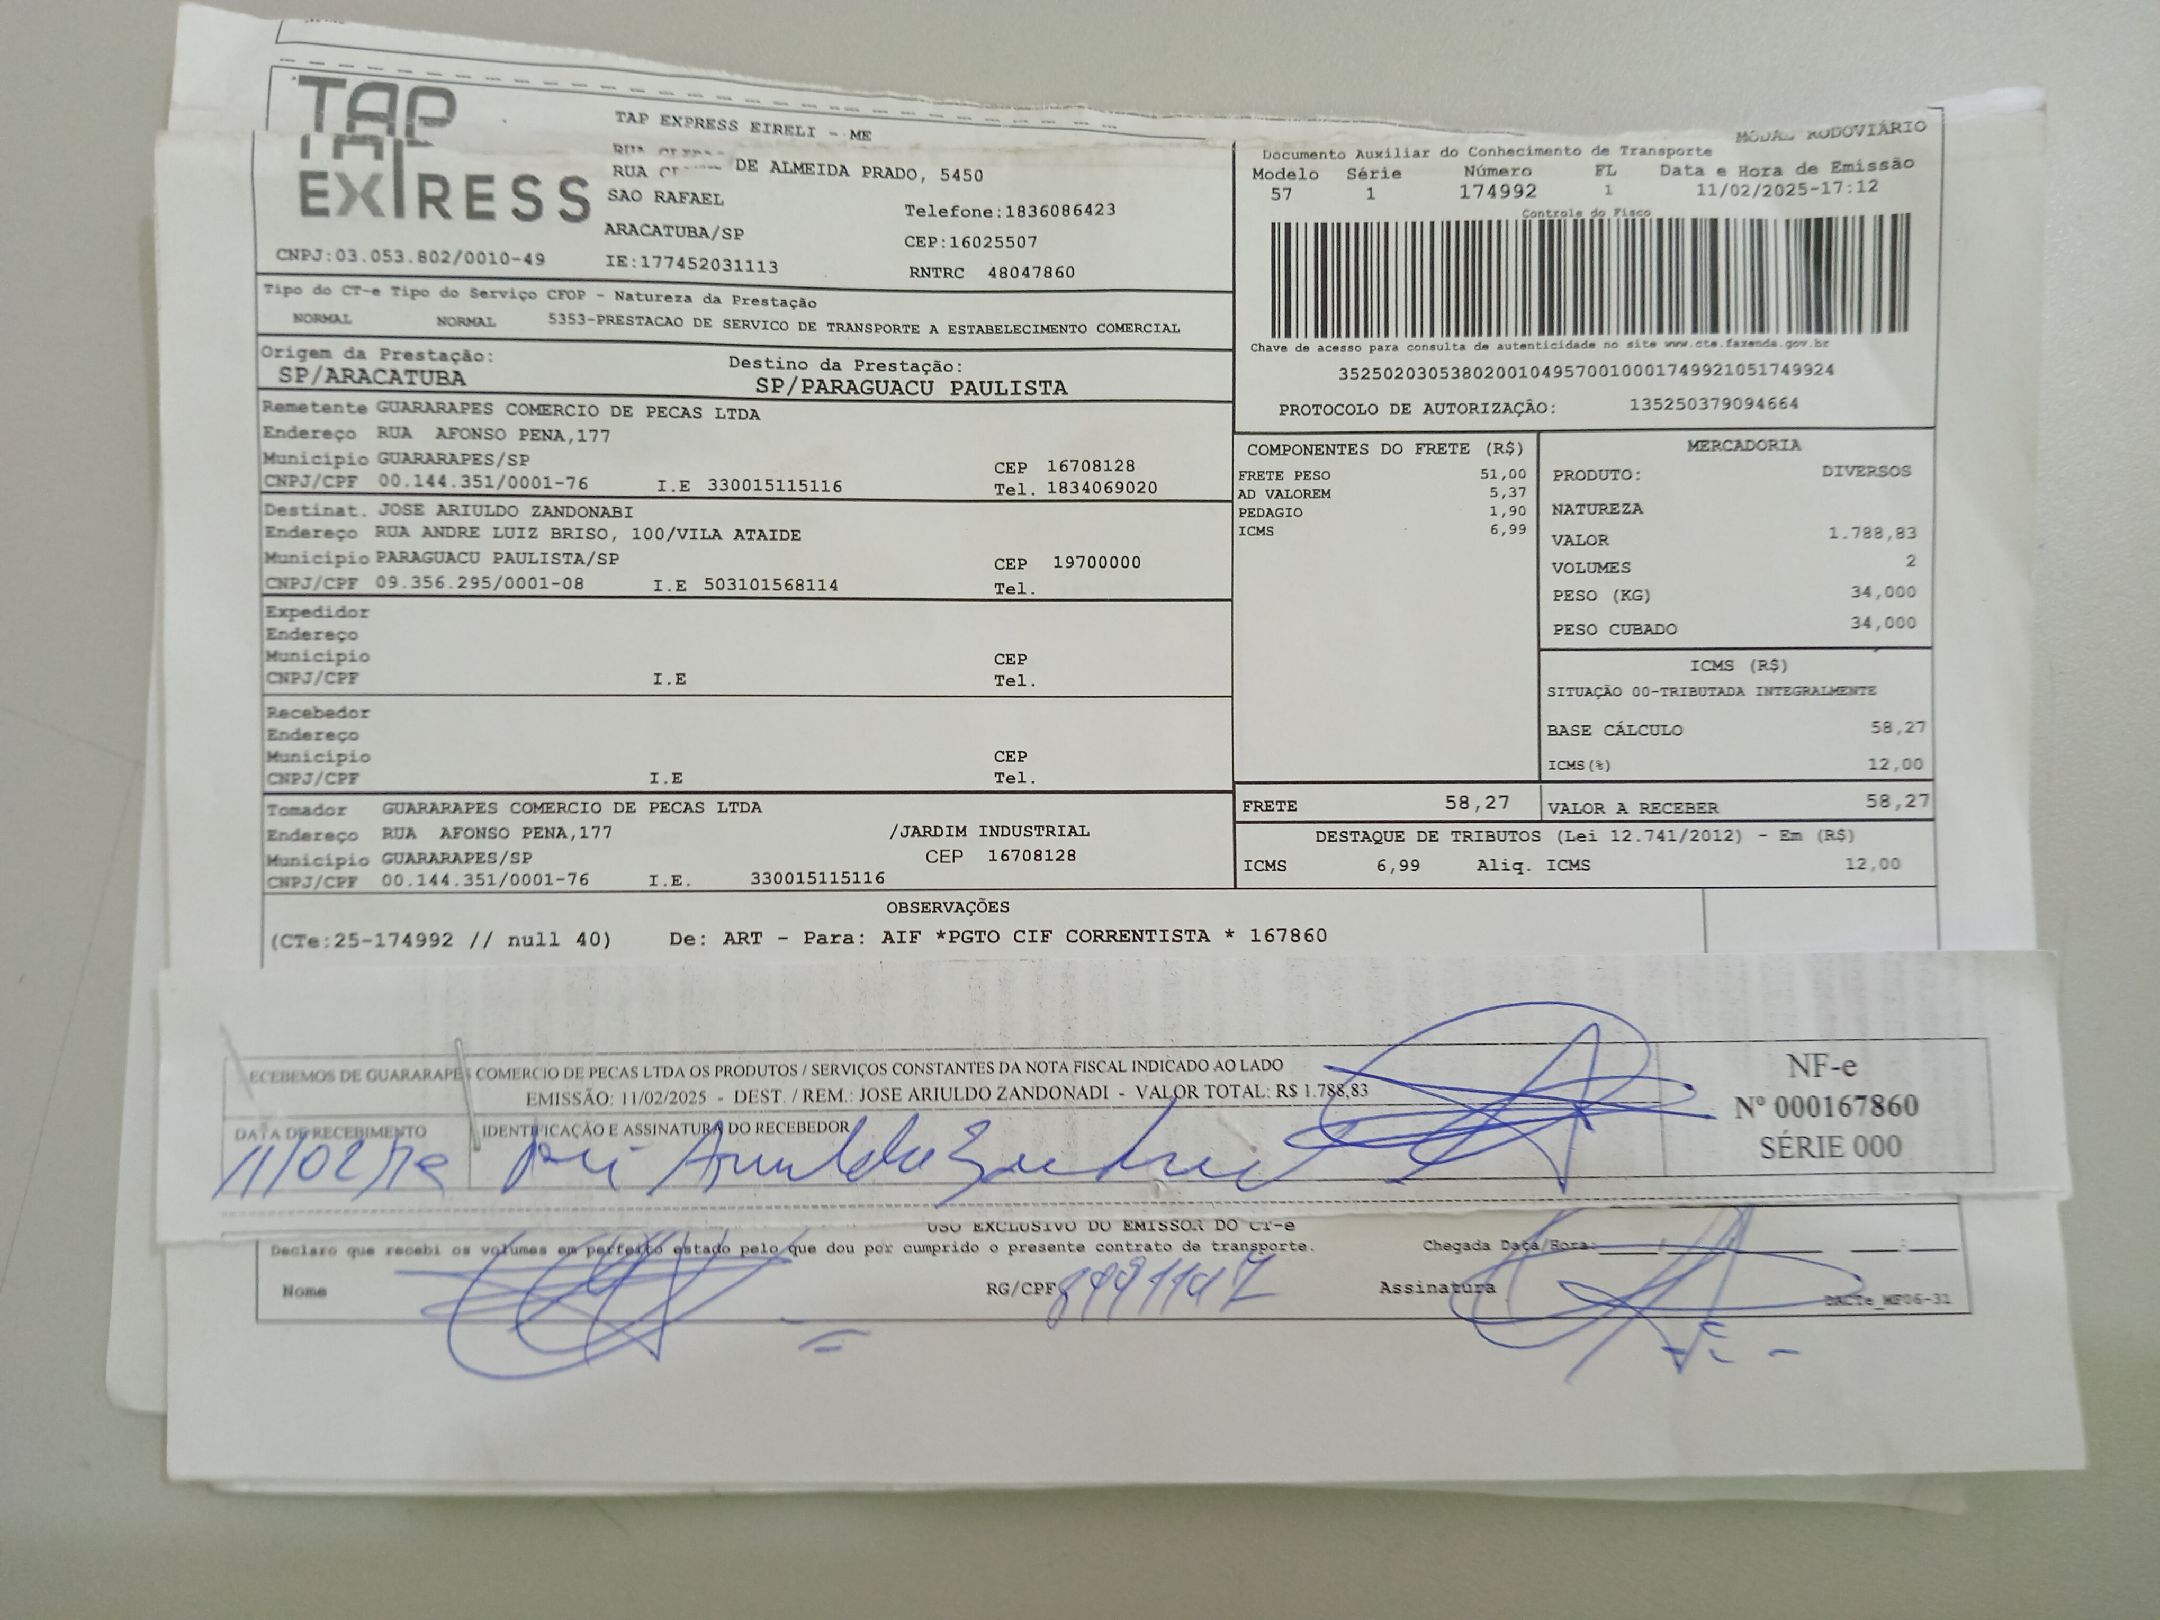 TAP
EXPRESS
TAP EXPRESS EIRELI - ME
DE ALMEIDA PRADO, 5450
SAO RAFAEL
Telefone:1836086423
ARACATUBA/SP
CEP:16025507
CNPJ:03.053.802/0010-49 IE:177452031113
RNTRC 48047860
MODAL RODOVIÁRIO
Documento Auxiliar do Conhecimento de Transporte
Modelo Série Número FL Data e Hora de Emissão
57 1 174992 1 11/02/2025-17:12
Controle do Fisco
Chave de acesso para consulta de autenticidade no site www.cte.fazenda.gov.br
35250203053802001049570010001749921051749924
PROTOCOLO DE AUTORIZAÇÃO: 135250379094664
Tipo do CT-e Tipo do Serviço CFOP - Natureza da Prestação
NORMAL NORMAL 5353-PRESTACAO DE SERVICO DE TRANSPORTE A ESTABELECIMENTO COMERCIAL
Origem da Prestação: Destino da Prestação:
SP/ARACATUBA SP/PARAGUACU PAULISTA
Remetente GUARARAPES COMERCIO DE PECAS LTDA
Endereço RUA AFONSO PENA,177
Municipio GUARARAPES/SP CEP 16708128
CNPJ/CPF 00.144.351/0001-76 I.E 330015115116 Tel. 1834069020
Destinat. JOSE ARIULDO ZANDONABI
Endereço RUA ANDRE LUIZ BRISO, 100/VILA ATAIDE
Municipio PARAGUACU PAULISTA/SP CEP 19700000
CNPJ/CPF 09.356.295/0001-08 I.E 503101568114 Tel.
Expedidor
Endereço
Municipio CEP
CNPJ/CPF I.E Tel.
Recebedor
Endereço
Municipio CEP
CNPJ/CPF I.E Tel.
Tomador GUARARAPES COMERCIO DE PECAS LTDA
Endereço RUA AFONSO PENA,177 /JARDIM INDUSTRIAL
Municipio GUARARAPES/SP CEP 16708128
CNPJ/CPF 00.144.351/0001-76 I.E. 330015115116
COMPONENTES DO FRETE (R$)
FRETE PESO 51,00
AD VALOREM 5,37
PEDAGIO 1,90
ICMS 6,99
MERCADORIA
PRODUTO: DIVERSOS
NATUREZA
VALOR 1.788,83
VOLUMES 2
PESO (KG) 34,000
PESO CUBADO 34,000
ICMS (R$)
SITUAÇÃO 00-TRIBUTADA INTEGRALMENTE
BASE CÁLCULO 58,27
ICMS(%) 12,00
FRETE 58,27 VALOR A RECEBER 58,27
DESTAQUE DE TRIBUTOS (Lei 12.741/2012) - Em (R$)
ICMS 6,99 Aliq. ICMS 12,00
OBSERVAÇÕES
(CTe:25-174992 // null 40) De: ART - Para: AIF *PGTO CIF CORRENTISTA * 167860
ECEBEMOS DE GUARARAPES COMERCIO DE PECAS LTDA OS PRODUTOS / SERVIÇOS CONSTANTES DA NOTA FISCAL INDICADO AO LADO
EMISSÃO: 11/02/2025 - DEST. / REM.: JOSE ARIULDO ZANDONADI - VALOR TOTAL: R$ 1.788,83
DATA DE RECEBIMENTO IDENTIFICAÇÃO E ASSINATURA DO RECEBEDOR
NF-e
Nº 000167860
SÉRIE 000
USO EXCLUSIVO DO EMISSOR DO CT-e
Declaro que recebi os volumes em perfeito estado pelo que dou por cumprido o presente contrato de transporte. Chegada Data/Hora:
Nome RG/CPF Assinatura
DACTe_MF06-31